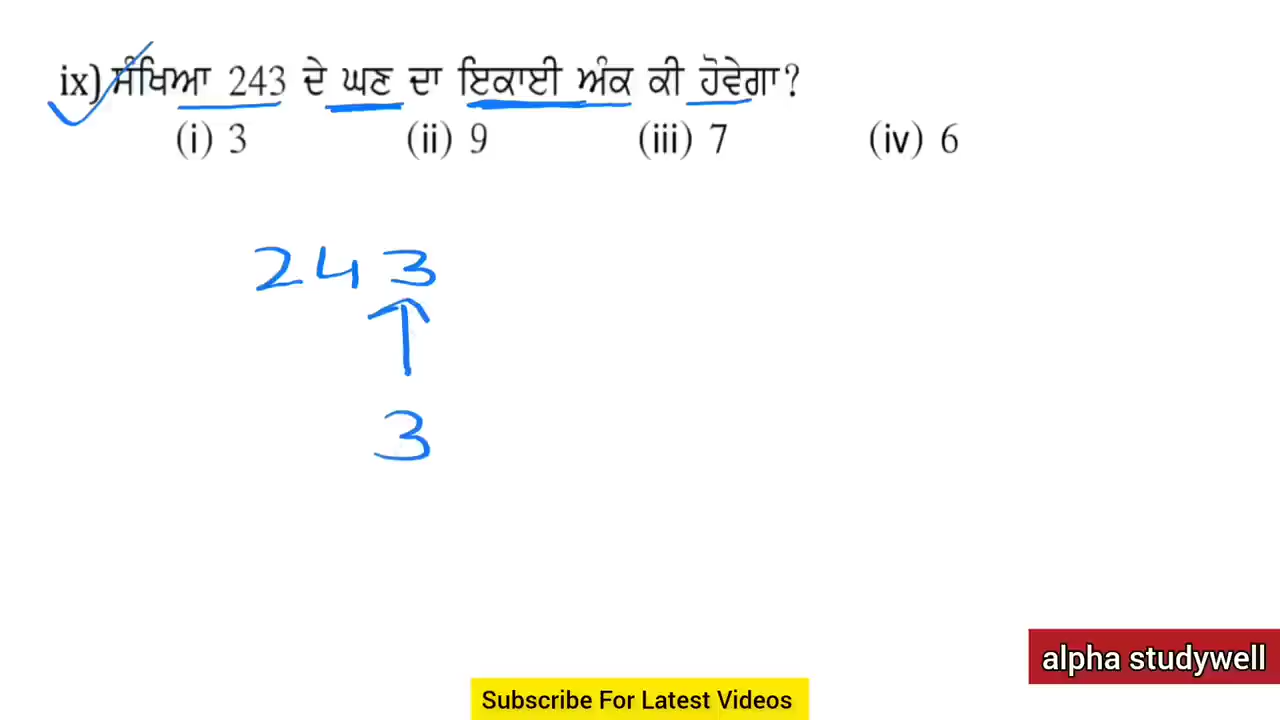 ix) ਸੰਖਿਆ 243 ਦੇ ਘਣ ਦਾ ਇਕਾਈ ਅੰਕ ਕੀ ਹੋਵੇਗਾ?
(i) 3 (ii) 9 (iii) 7 (iv) 6
243
3
alpha studywell
Subscribe For Latest Videos